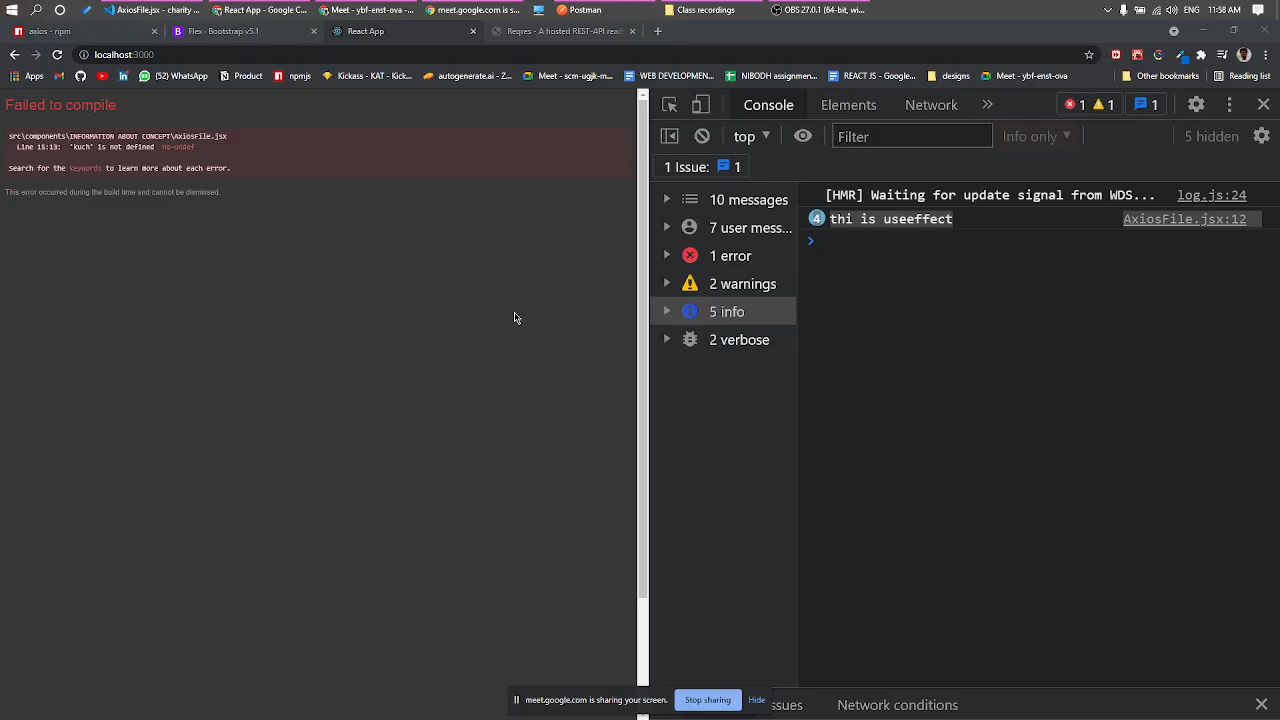 AxiosFile.jsx - charity ...
React App - Google C...
Meet - ybf-enst-ova - ...
meet.google.com is s...
Postman
Class recordings
OBS 27.0.1 (64-bit, wi...
ENG
11:58 AM
axios - npm
Flex · Bootstrap v5.1
React App
Reqres - A hosted REST-API read
localhost:3000
Apps
(52) WhatsApp
Product
npmjs
Kickass - KAT - Kick...
autogenerate.ai – Z...
Meet – scm-ugjk-m...
WEB DEVELOPMEN...
NIBODH assignmen...
CORE JS - Google...
designs
Meet - ybf-enst-ova
Other bookmarks
Reading list
Failed to compile
src\components\INFORMATION ABOUT CONCEPT\AxiosFile.jsx
Line 15:13: 'kuch' is not defined no-undef
Search for the keywords to learn more about each error.
This error occurred during the build time and cannot be dismissed.
Console
Elements
Network
1
1
1
top
Filter
Info only
5 hidden
1 Issue: 1
10 messages
7 user mess...
1 error
2 warnings
5 info
2 verbose
[HMR] Waiting for update signal from WDS... log.js:24
4 thi is useeffect AxiosFile.jsx:12
meet.google.com is sharing your screen.
Stop sharing
Hide
ssues
Network conditions